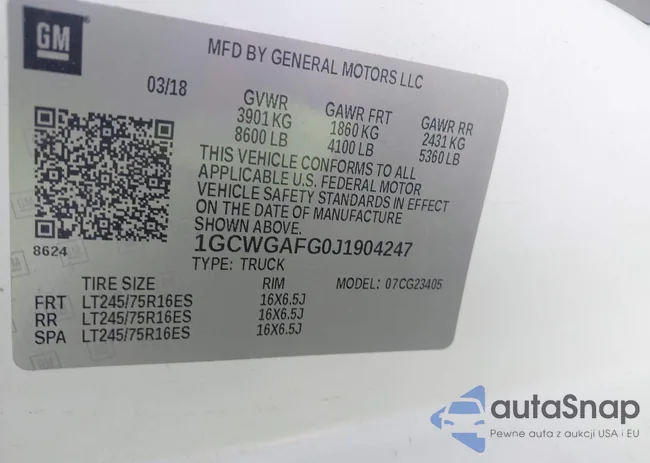 GM
MFD BY GENERAL MOTORS LLC
03/18
GVWR GAWR FRT GAWR RR
3901 KG 1860 KG 2431 KG
8600 LB 4100 LB 5360 LB
THIS VEHICLE CONFORMS TO ALL
APPLICABLE U.S. FEDERAL MOTOR
VEHICLE SAFETY STANDARDS IN EFFECT
ON THE DATE OF MANUFACTURE
SHOWN ABOVE.
8624
1GCWGAFG0J1904247
TYPE: TRUCK
TIRE SIZE RIM MODEL: 07CG23405
FRT LT245/75R16ES 16X6.5J
RR LT245/75R16ES 16X6.5J
SPA LT245/75R16ES 16X6.5J
autaSnap
Pewne auta z aukcji USA i EU